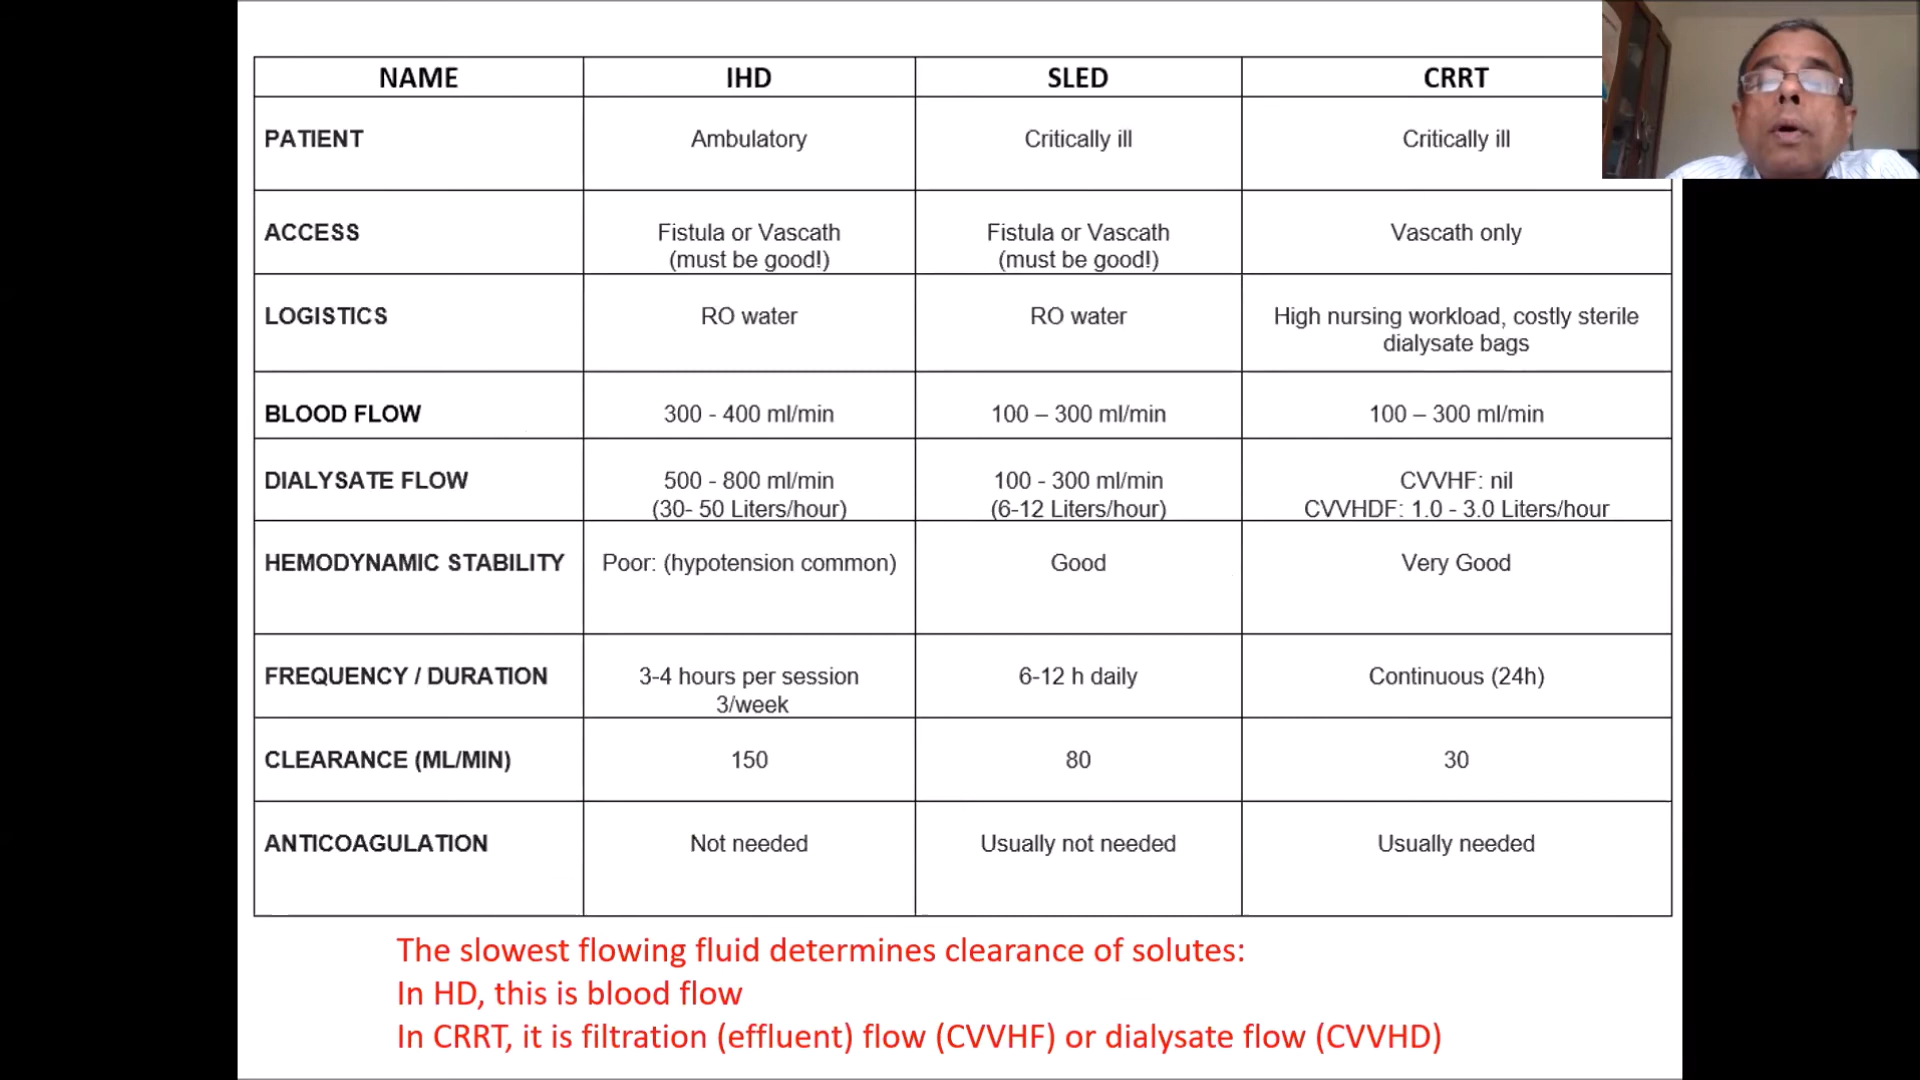 NAME IHD SLED CRRT
PATIENT Ambulatory Critically ill Critically ill
ACCESS Fistula or Vascath Fistula or Vascath Vascath only
(must be good!) (must be good!)
LOGISTICS RO water RO water High nursing workload, costly sterile
dialysate bags
BLOOD FLOW 300 - 400 ml/min 100 – 300 ml/min 100 – 300 ml/min
DIALYSATE FLOW 500 - 800 ml/min 100 - 300 ml/min CVVHF: nil
(30- 50 Liters/hour) (6-12 Liters/hour) CVVHDF: 1.0 - 3.0 Liters/hour
HEMODYNAMIC STABILITY Poor: (hypotension common) Good Very Good
FREQUENCY / DURATION 3-4 hours per session 6-12 h daily Continuous (24h)
3/week
CLEARANCE (ML/MIN) 150 80 30
ANTICOAGULATION Not needed Usually not needed Usually needed
The slowest flowing fluid determines clearance of solutes:
In HD, this is blood flow
In CRRT, it is filtration (effluent) flow (CVVHF) or dialysate flow (CVVHD)